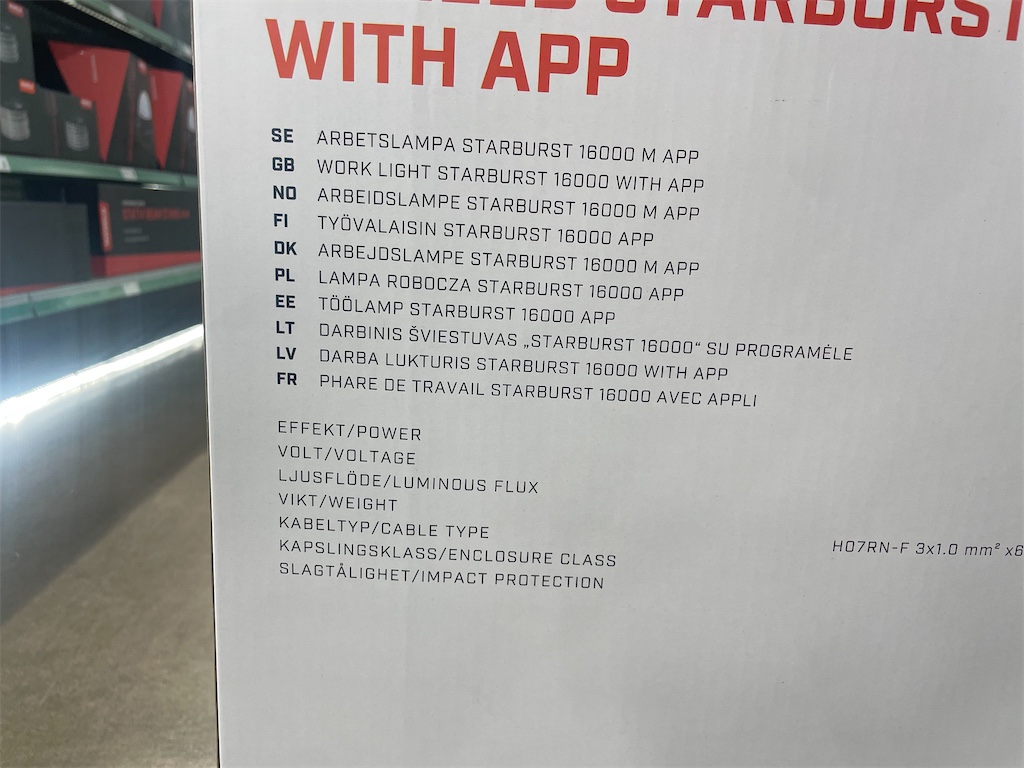 STARBURST
WITH APP
SE ARBETSLAMPA STARBURST 16000 M APP
GB WORK LIGHT STARBURST 16000 WITH APP
NO ARBEIDSLAMPE STARBURST 16000 M APP
FI TYÖVALAISIN STARBURST 16000 APP
DK ARBEJDSLAMPE STARBURST 16000 M APP
PL LAMPA ROBOCZA STARBURST 16000 APP
EE TÖÖLAMP STARBURST 16000 APP
LT DARBINIS ŠVIESTUVAS „STARBURST 16000“ SU PROGRAMĖLE
LV DARBA LUKTURIS STARBURST 16000 WITH APP
FR PHARE DE TRAVAIL STARBURST 16000 AVEC APPLI
EFFEKT/POWER
VOLT/VOLTAGE
LJUSFLÖDE/LUMINOUS FLUX
VIKT/WEIGHT
KABELTYP/CABLE TYPE H07RN-F 3x1.0 mm² x6
KAPSLINGSKLASS/ENCLOSURE CLASS
SLAGTÅLIGHET/IMPACT PROTECTION